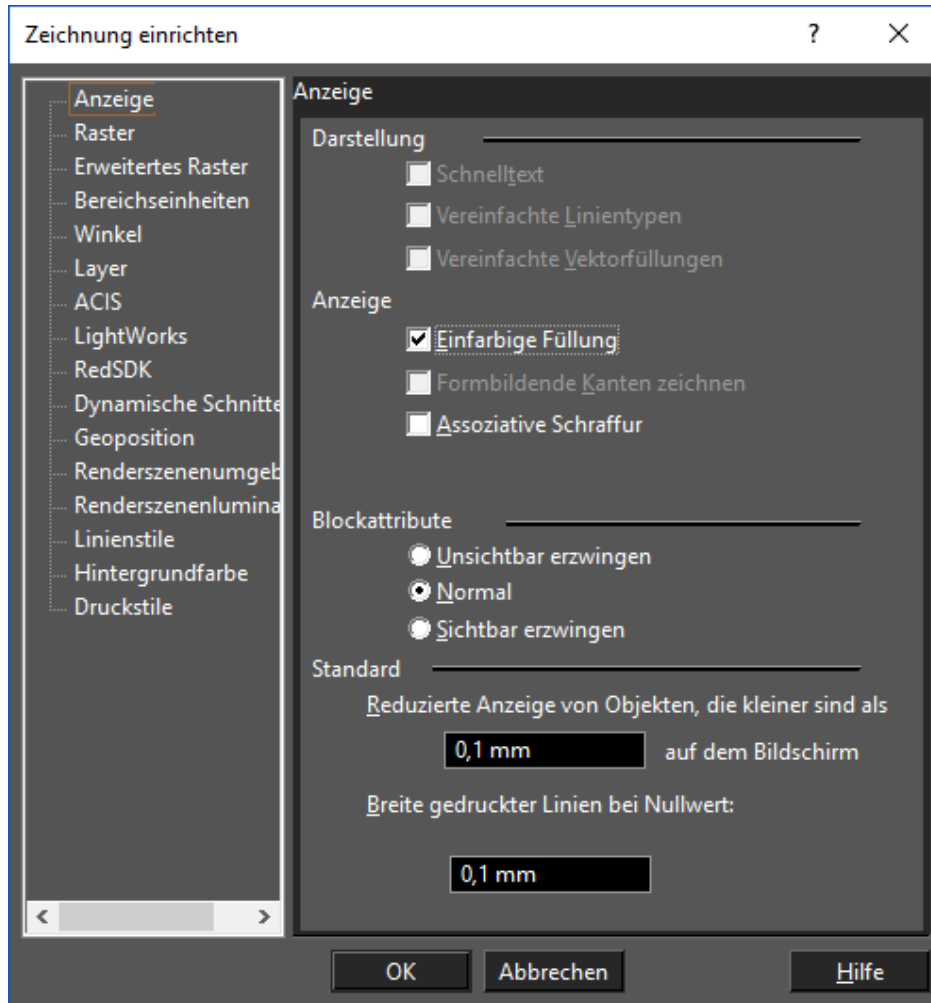 Zeichnung einrichten
?
Anzeige
Raster
Erweitertes Raster
Bereichseinheiten
Winkel
Layer
ACIS
LightWorks
RedSDK
Dynamische Schnitte
Geoposition
Renderszenenumgeb
Renderszenenlumina
Linienstile
Hintergrundfarbe
Druckstile
Anzeige
Darstellung
Schnelltext
Vereinfachte Linientypen
Vereinfachte Vektorfüllungen
Anzeige
Einfarbige Füllung
Formbildende Kanten zeichnen
Assoziative Schraffur
Blockattribute
Unsichtbar erzwingen
Normal
Sichtbar erzwingen
Standard
Reduzierte Anzeige von Objekten, die kleiner sind als
0,1 mm auf dem Bildschirm
Breite gedruckter Linien bei Nullwert:
0,1 mm
OK Abbrechen Hilfe